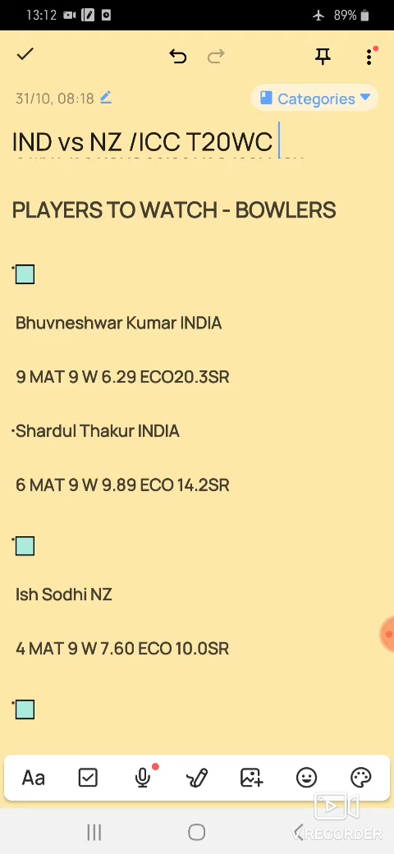 13:12
89%
31/10, 08:18
Categories
IND vs NZ /ICC T20WC
PLAYERS TO WATCH - BOWLERS
Bhuvneshwar Kumar INDIA
9 MAT 9 W 6.29 ECO20.3SR
Shardul Thakur INDIA
6 MAT 9 W 9.89 ECO 14.2SR
Ish Sodhi NZ
4 MAT 9 W 7.60 ECO 10.0SR
Aa
V RECORDER